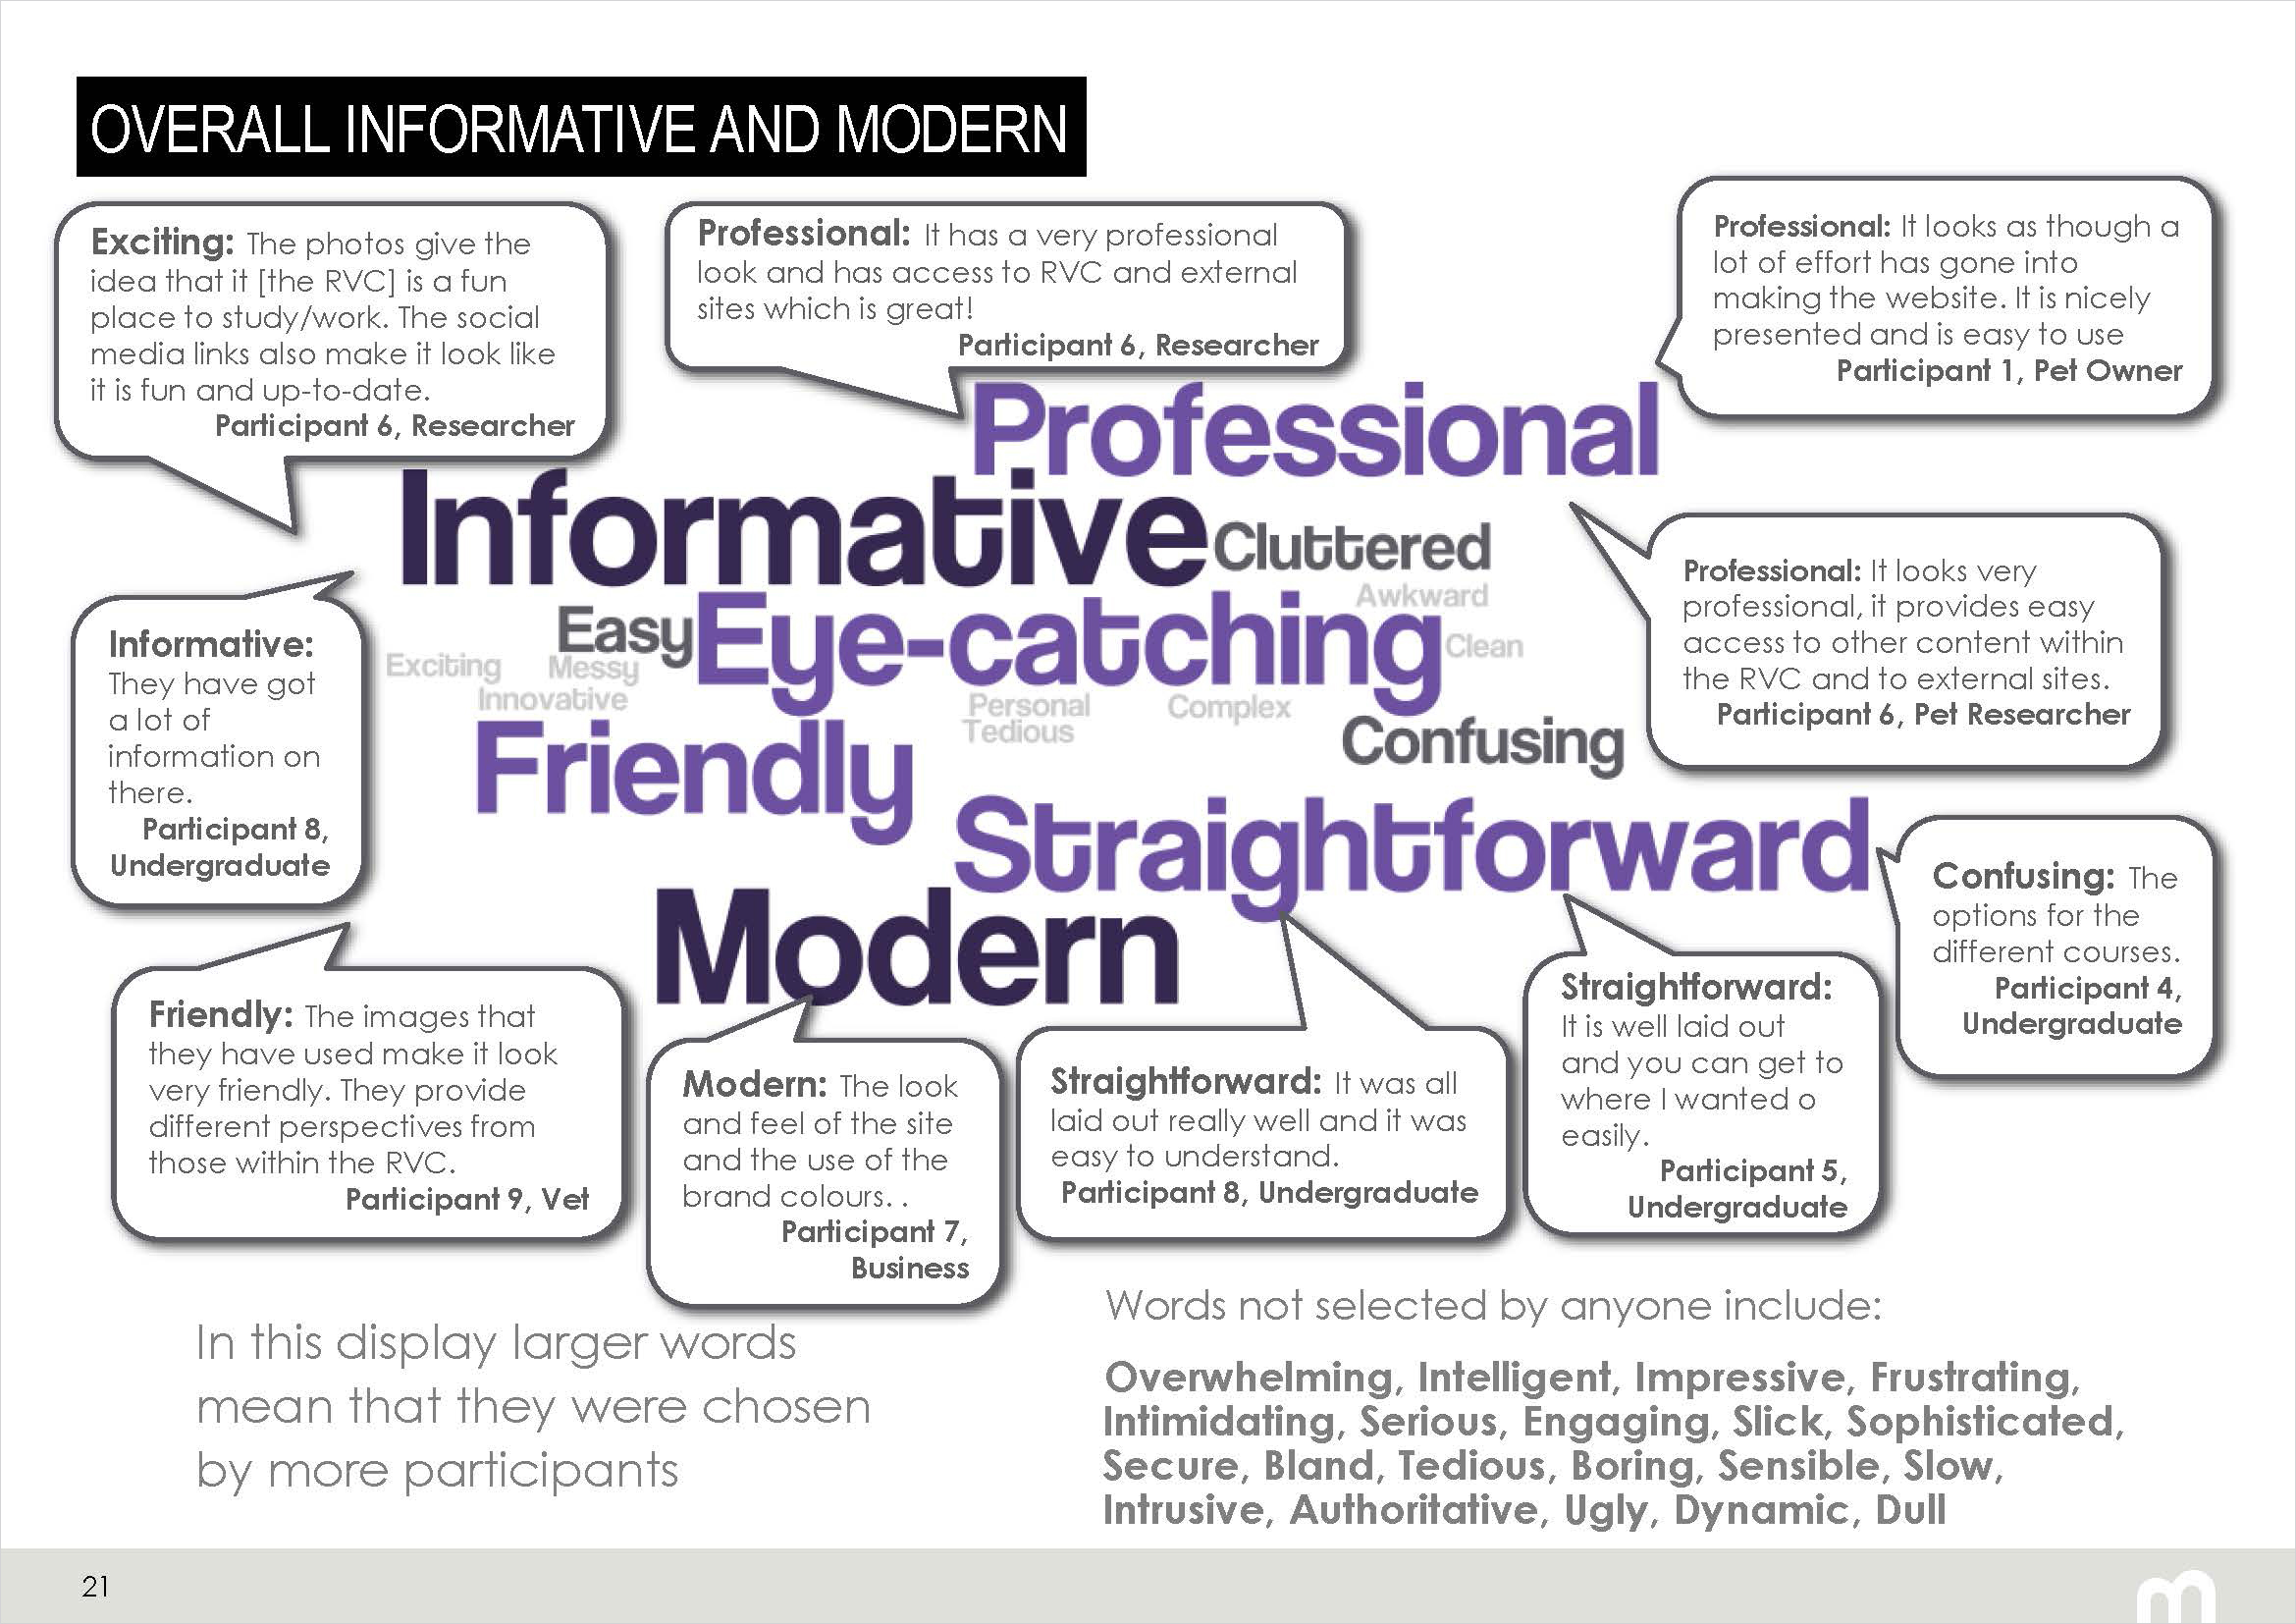 OVERALL INFORMATIVE AND MODERN
Exciting: The photos give the
idea that it [the RVC] is a fun
place to study/work. The social
media links also make it look like
it is fun and up-to-date.
Participant 6, Researcher
Professional: It has a very professional
look and has access to RVC and external
sites which is great!
Participant 6, Researcher
Professional: It looks as though a
lot of effort has gone into
making the website. It is nicely
presented and is easy to use
Participant 1, Pet Owner
Professional
Informative
Cluttered
Awkward
Easy
Eye-catching
Clean
Exciting
Messy
Innovative
Personal
Complex
Tedious
Friendly
Confusing
Straightforward
Modern
Professional: It looks very
professional, it provides easy
access to other content within
the RVC and to external sites.
Participant 6, Pet Researcher
Informative:
They have got
a lot of
information on
there.
Participant 8,
Undergraduate
Confusing: The
options for the
different courses.
Participant 4,
Undergraduate
Friendly: The images that
they have used make it look
very friendly. They provide
different perspectives from
those within the RVC.
Participant 9, Vet
Modern: The look
and feel of the site
and the use of the
brand colours. .
Participant 7,
Business
Straightforward: It was all
laid out really well and it was
easy to understand.
Participant 8, Undergraduate
Straightforward:
It is well laid out
and you can get to
where I wanted o
easily.
Participant 5,
Undergraduate
In this display larger words
mean that they were chosen
by more participants
Words not selected by anyone include:
Overwhelming, Intelligent, Impressive, Frustrating,
Intimidating, Serious, Engaging, Slick, Sophisticated,
Secure, Bland, Tedious, Boring, Sensible, Slow,
Intrusive, Authoritative, Ugly, Dynamic, Dull
21
m